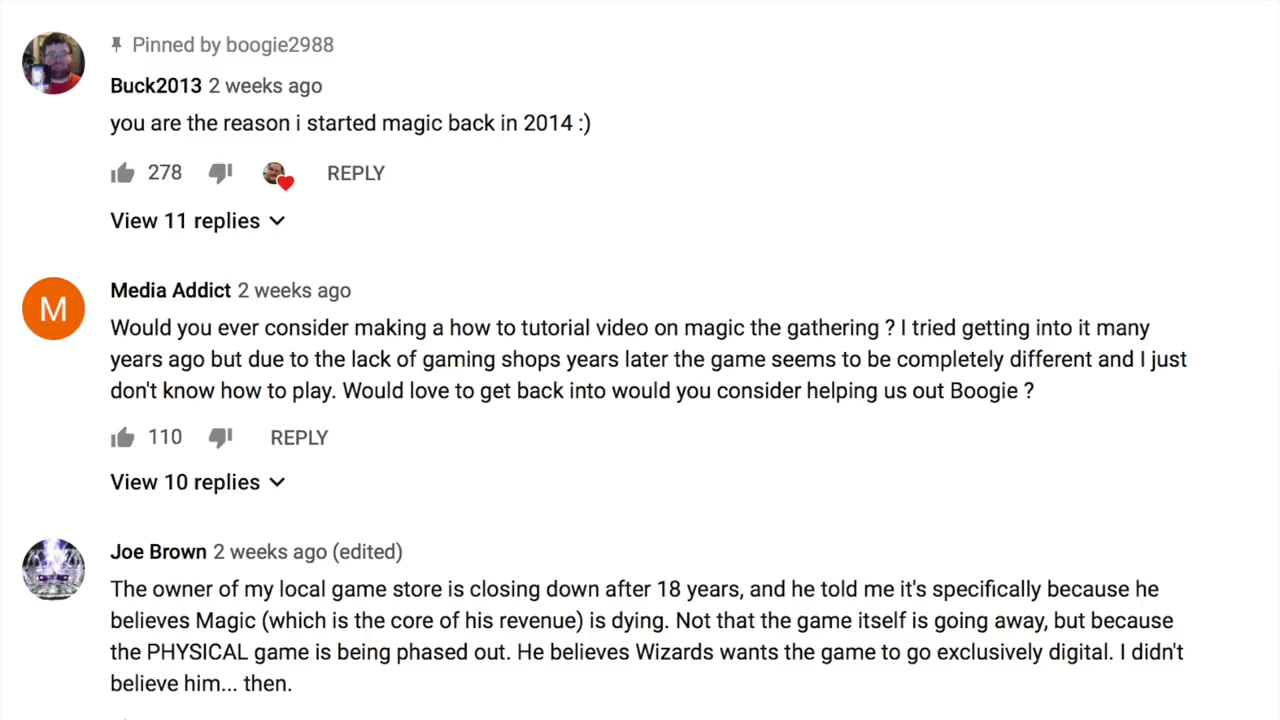 Pinned by boogie2988
Buck2013 2 weeks ago
you are the reason i started magic back in 2014 :)
278 REPLY
View 11 replies
M
Media Addict 2 weeks ago
Would you ever consider making a how to tutorial video on magic the gathering ? I tried getting into it many
years ago but due to the lack of gaming shops years later the game seems to be completely different and I just
don't know how to play. Would love to get back into would you consider helping us out Boogie ?
110 REPLY
View 10 replies
Joe Brown 2 weeks ago (edited)
The owner of my local game store is closing down after 18 years, and he told me it's specifically because he
believes Magic (which is the core of his revenue) is dying. Not that the game itself is going away, but because
the PHYSICAL game is being phased out. He believes Wizards wants the game to go exclusively digital. I didn't
believe him... then.